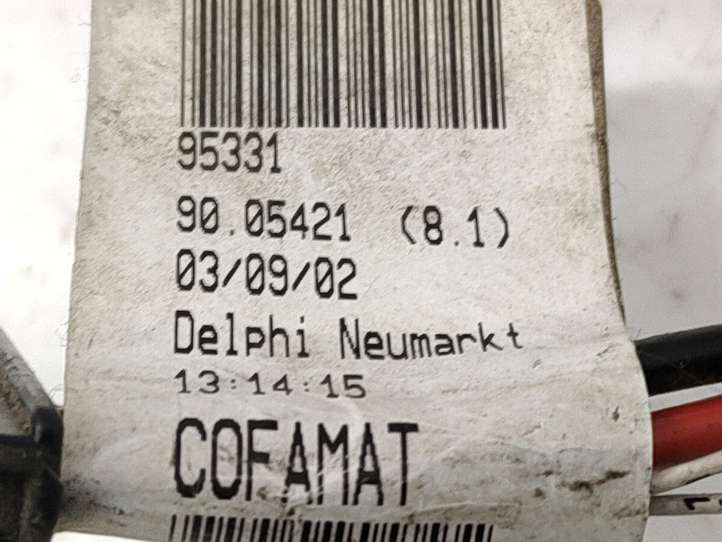 95331
90.05421 (8.1)
03/09/02
Delphi Neumarkt
13:14:15
COFAMAT